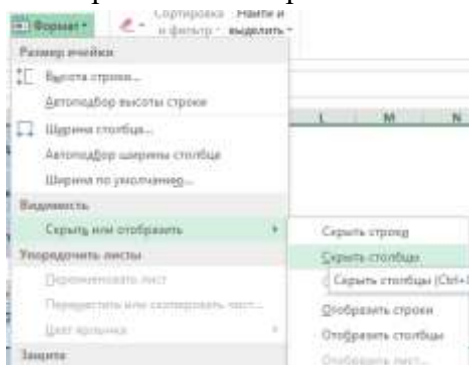 Формат
Сортировка
и фильтр
Найти и
выделить
Размер ячейки
Высота строки...
Автоподбор высоты строки
Ширина столбца...
Автоподбор ширины столбца
Ширина по умолчанию...
Видимость
Скрыть или отобразить
Упорядочить листы
Переименовать лист
Переместить или скопировать лист...
Цвет ярлычка
Защита
L M N
Скрыть строки
Скрыть столбцы
Скрыть столбцы (Ctrl+
Отобразить строки
Отобразить столбцы
Отобразить лист...